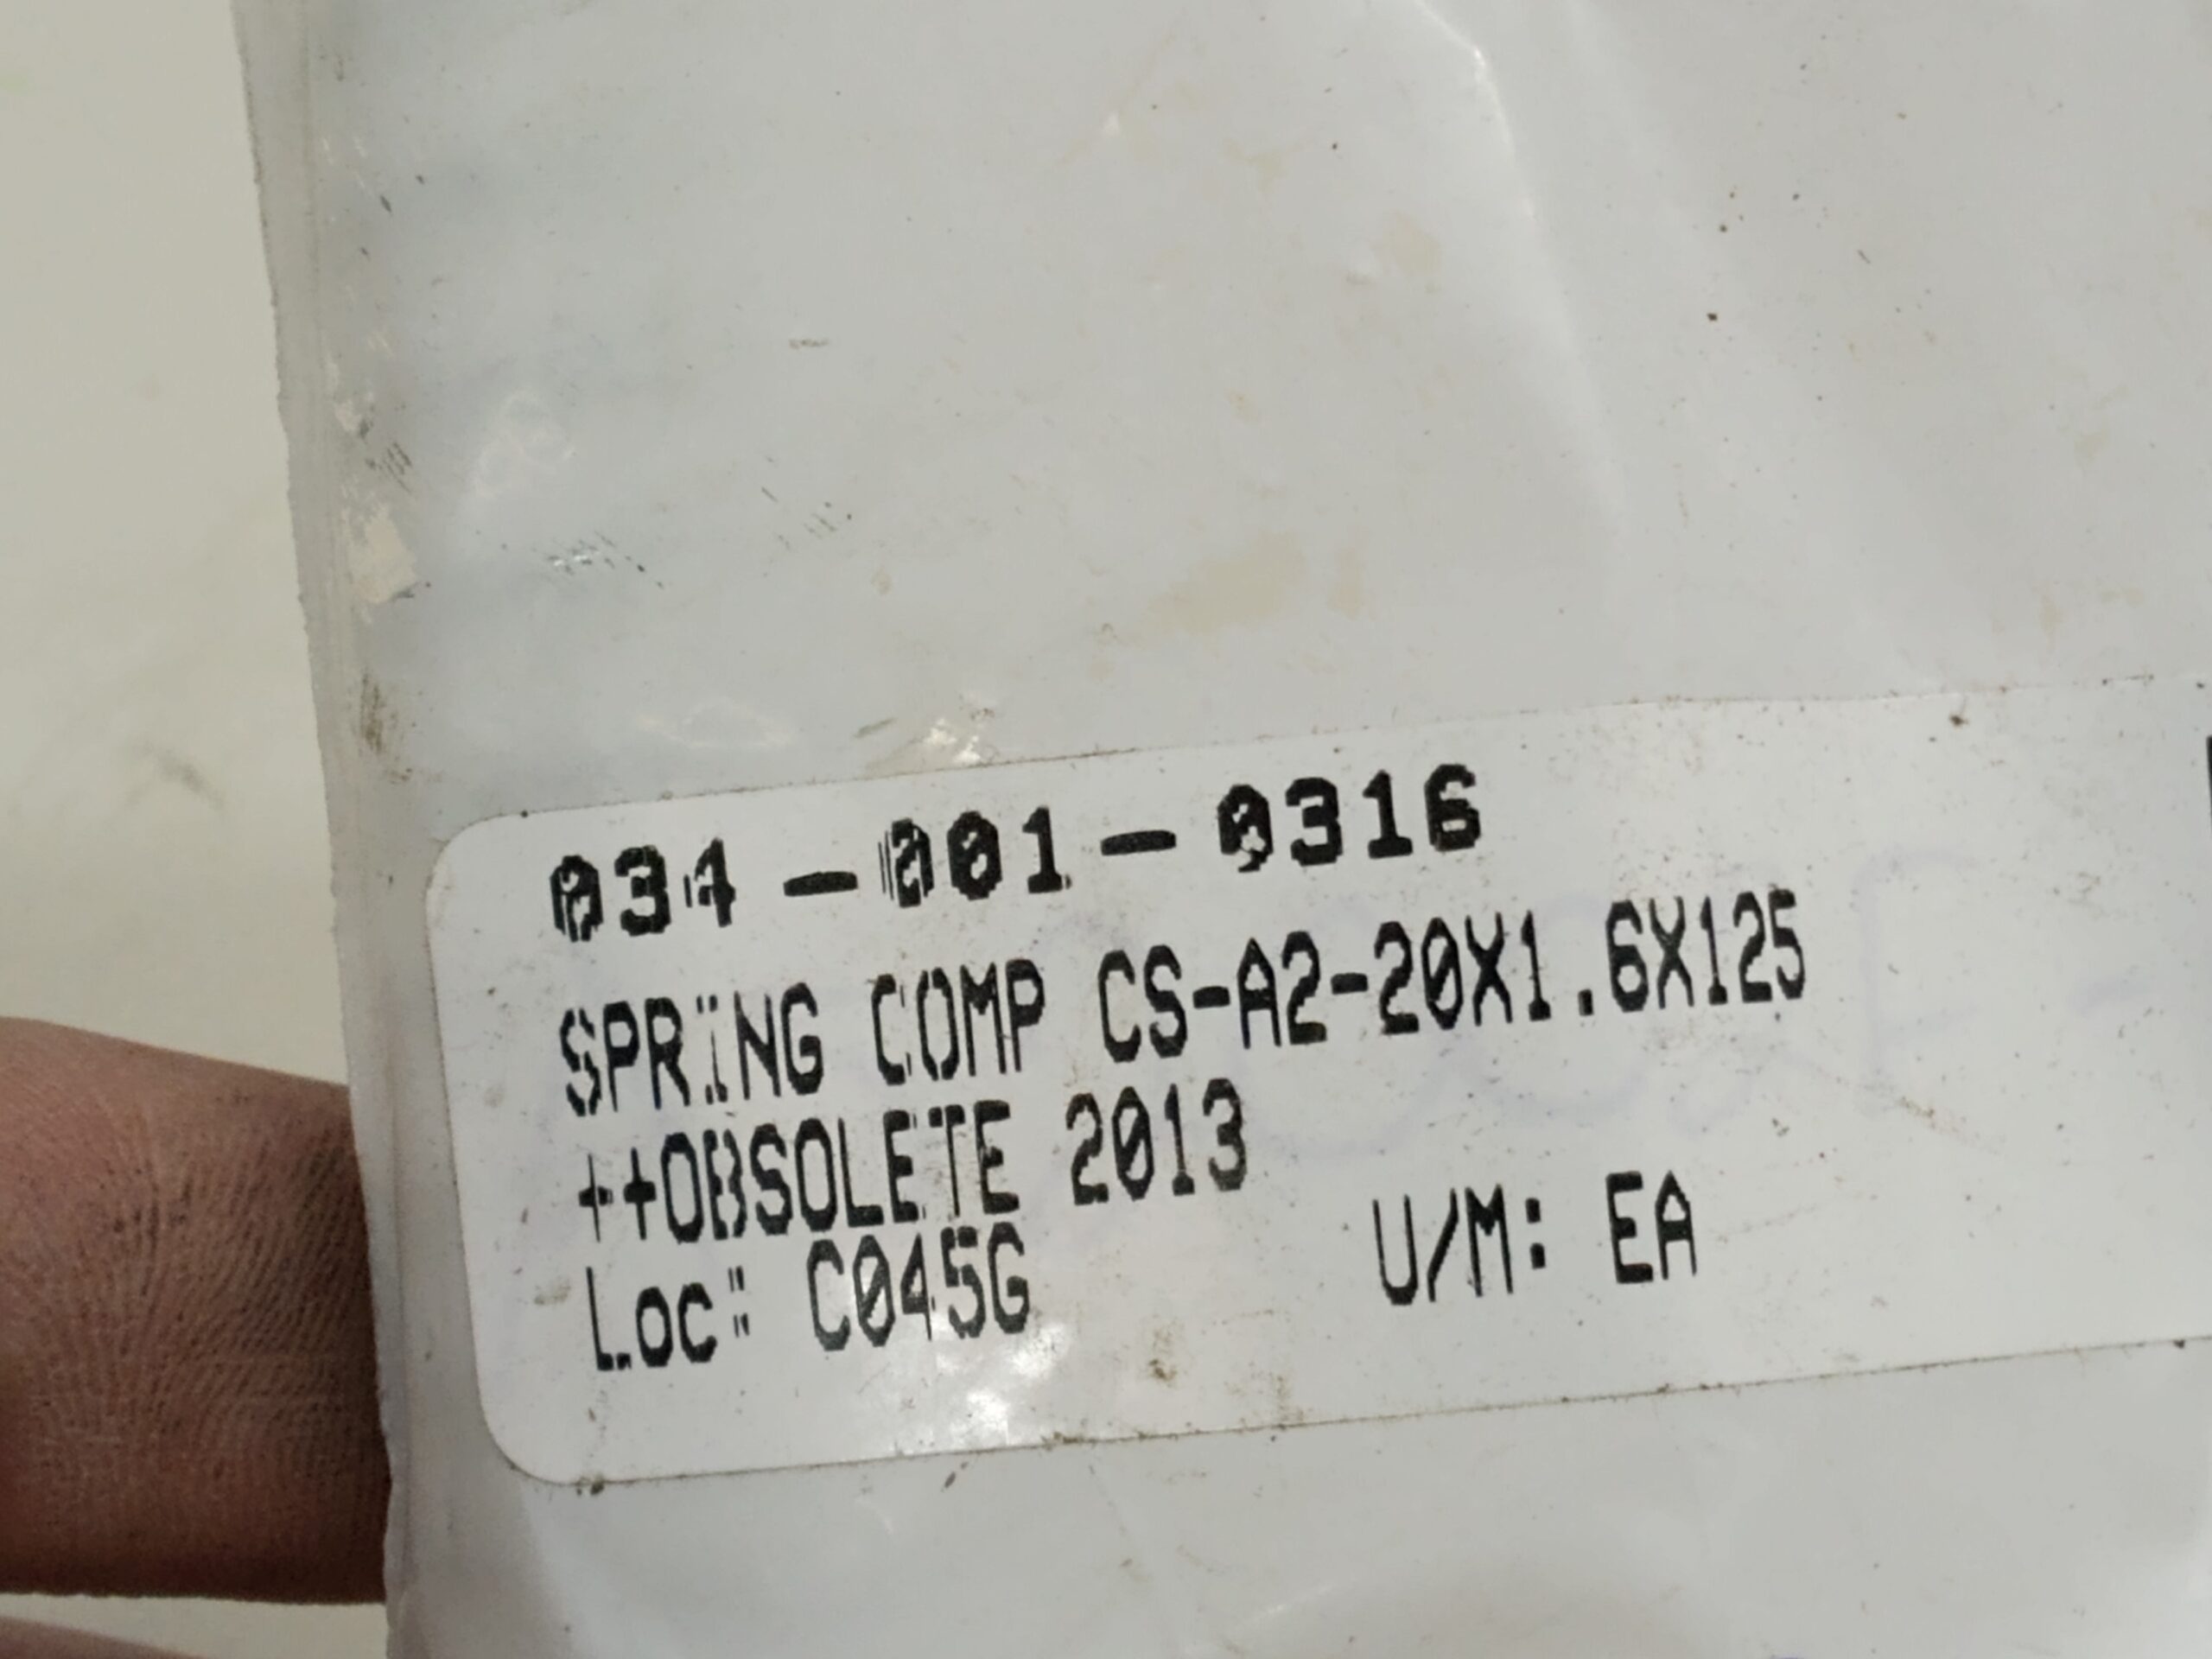 034-001-0316
SPRING COMP CS-A2-20X1.6X125
++OBSOLETE 2013
Loc: C045G U/M: EA